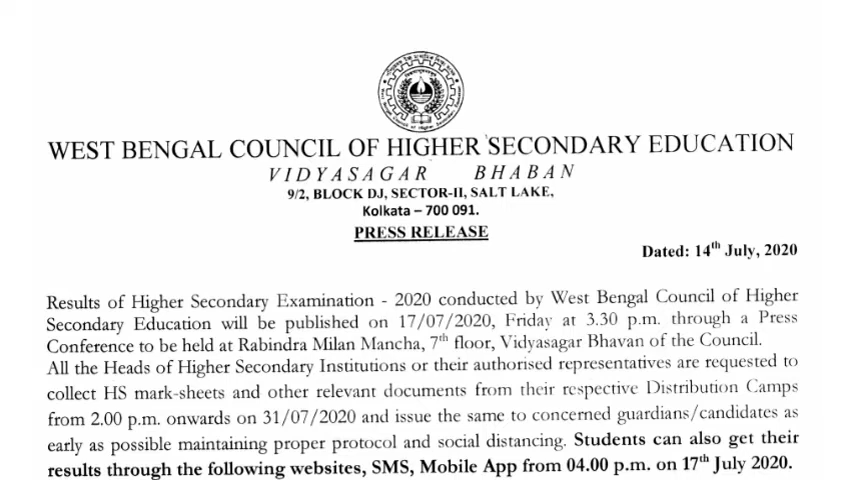 WEST BENGAL COUNCIL OF HIGHER SECONDARY EDUCATION
VIDYASAGAR BHABAN
9/2, BLOCK DJ, SECTOR-II, SALT LAKE,
Kolkata – 700 091.
PRESS RELEASE
Dated: 14th July, 2020
Results of Higher Secondary Examination - 2020 conducted by West Bengal Council of Higher
Secondary Education will be published on 17/07/2020, Friday at 3.30 p.m. through a Press
Conference to be held at Rabindra Milan Mancha, 7th floor, Vidyasagar Bhavan of the Council.
All the Heads of Higher Secondary Institutions or their authorised representatives are requested to
collect HS mark-sheets and other relevant documents from their respective Distribution Camps
from 2.00 p.m. onwards on 31/07/2020 and issue the same to concerned guardians/candidates as
early as possible maintaining proper protocol and social distancing. Students can also get their
results through the following websites, SMS, Mobile App from 04.00 p.m. on 17th July 2020.